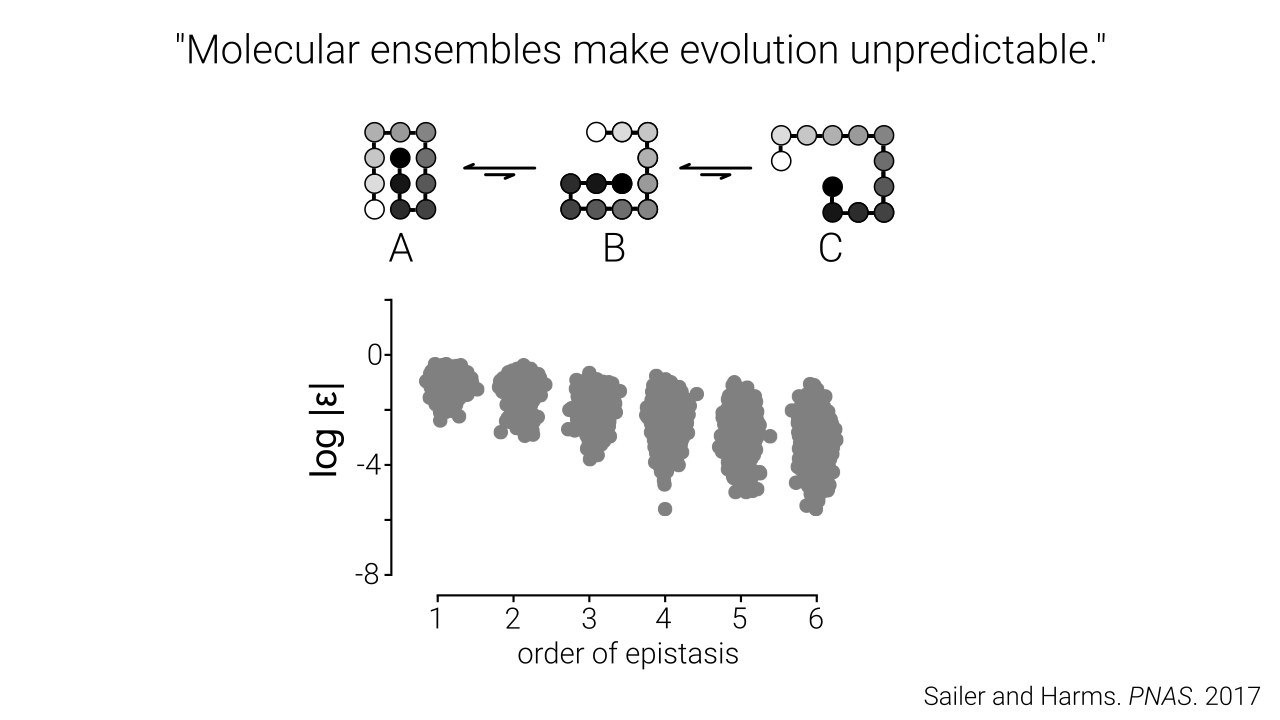 "Molecular ensembles make evolution unpredictable."
A B C
log |ε|
0
-4
-8
1 2 3 4 5 6
order of epistasis
Sailer and Harms. PNAS. 2017